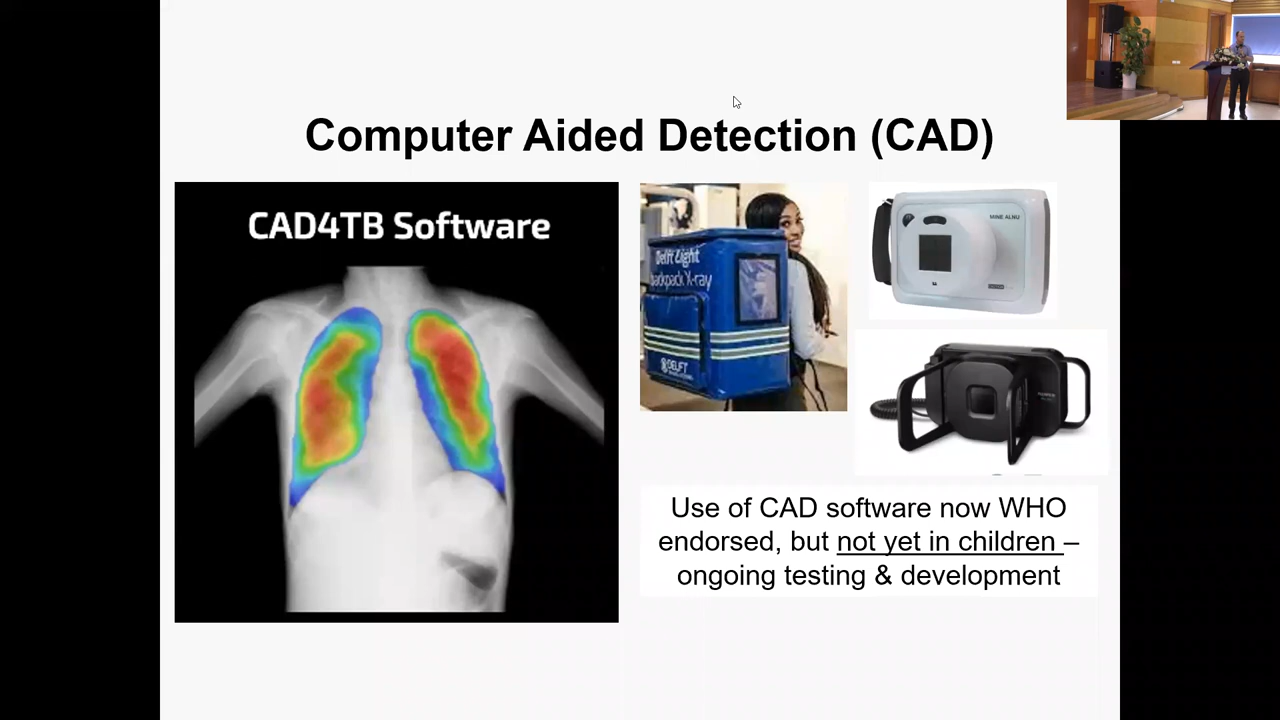 Computer Aided Detection (CAD)
CAD4TB Software
Delft Light
backpack X-ray
DELFT
MINE ALNU
Use of CAD software now WHO
endorsed, but not yet in children –
ongoing testing & development